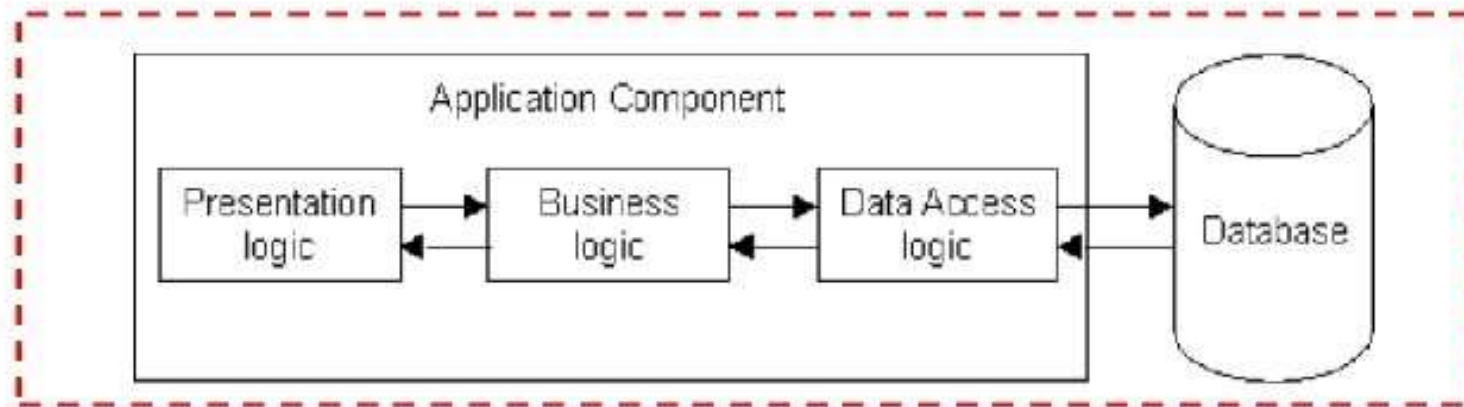 Application Component
Presentation
logic
Business
logic
Data Access
logic
Database